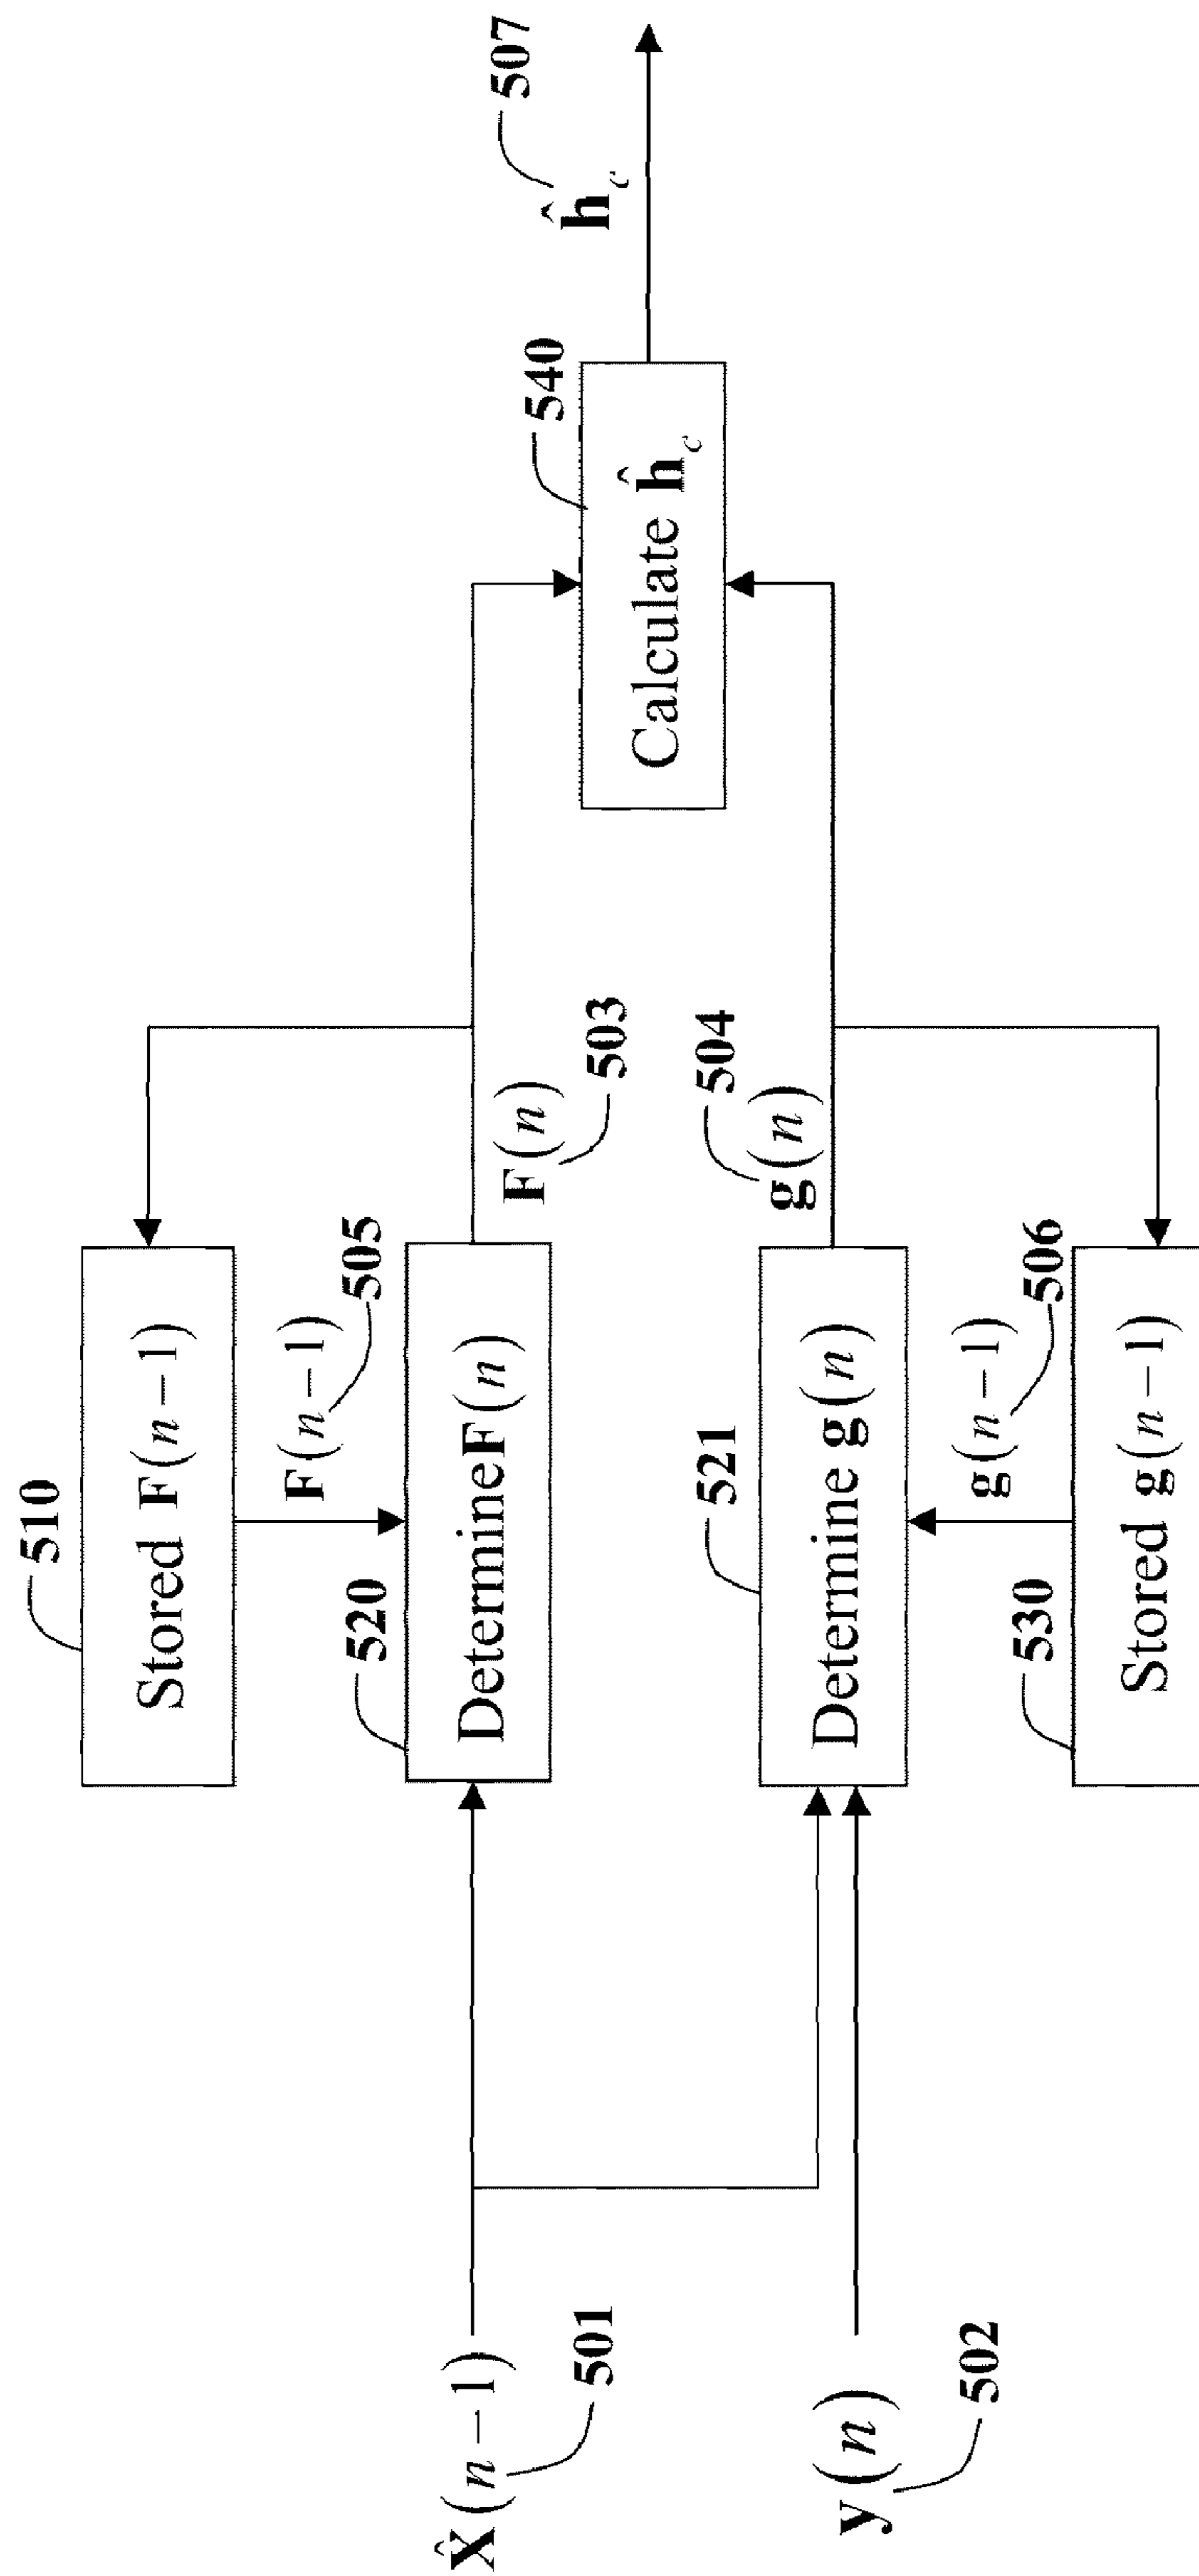 510
Stored F(n−1)
F(n−1)
505
520
Determine F(n)
F(n)
503
X̂(n−1)
501
540
Calculate ĥ_c
ĥ_c
507
504
g(n)
521
Determine g(n)
y(n)
502
g(n−1)
506
530
Stored g(n−1)